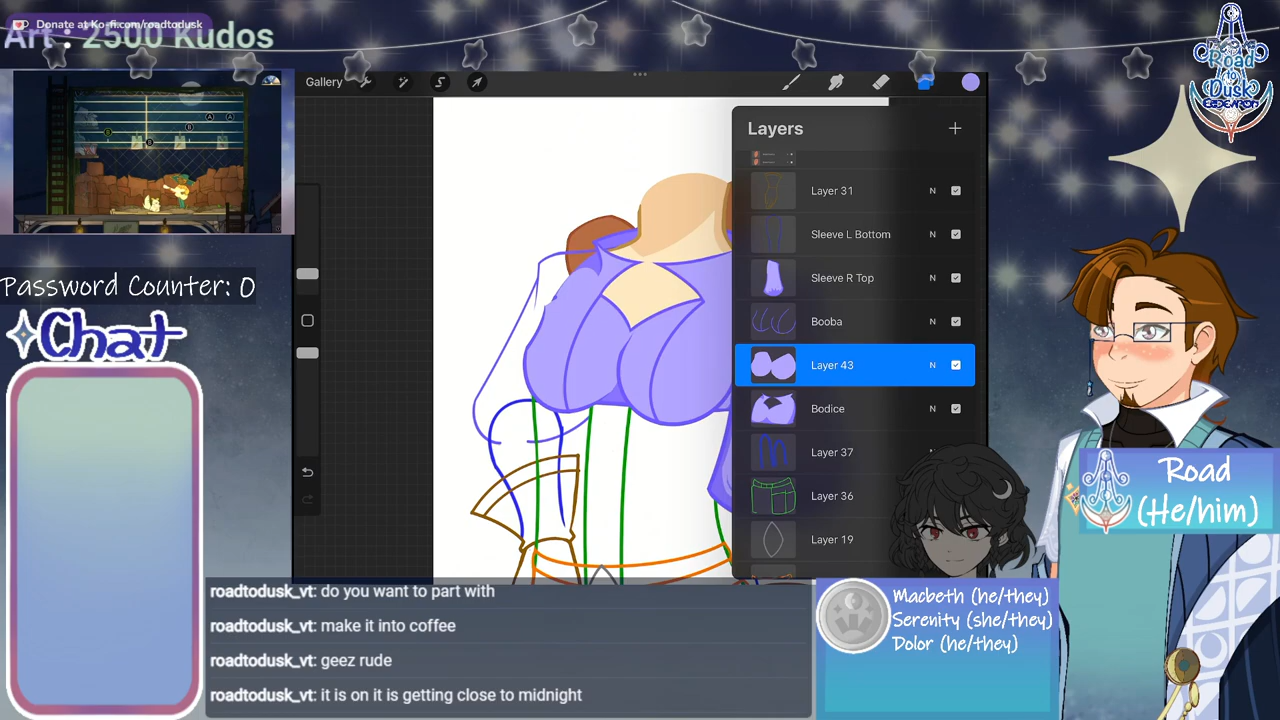 Donate at Ko-fi.com/roadtodusk
Art : 2500 Kudos
Password Counter: 0
Chat
Gallery
Layers
Layer 31 N
Sleeve L Bottom N
Sleeve R Top N
Booba N
Layer 43 N
Bodice N
Layer 37
Layer 36
Layer 19
Road
to
Dusk
Road
(He/him)
Macbeth (he/they)
Serenity (she/they)
Dolor (he/they)
roadtodusk_vt: do you want to part with
roadtodusk_vt: make it into coffee
roadtodusk_vt: geez rude
roadtodusk_vt: it is on it is getting close to midnight